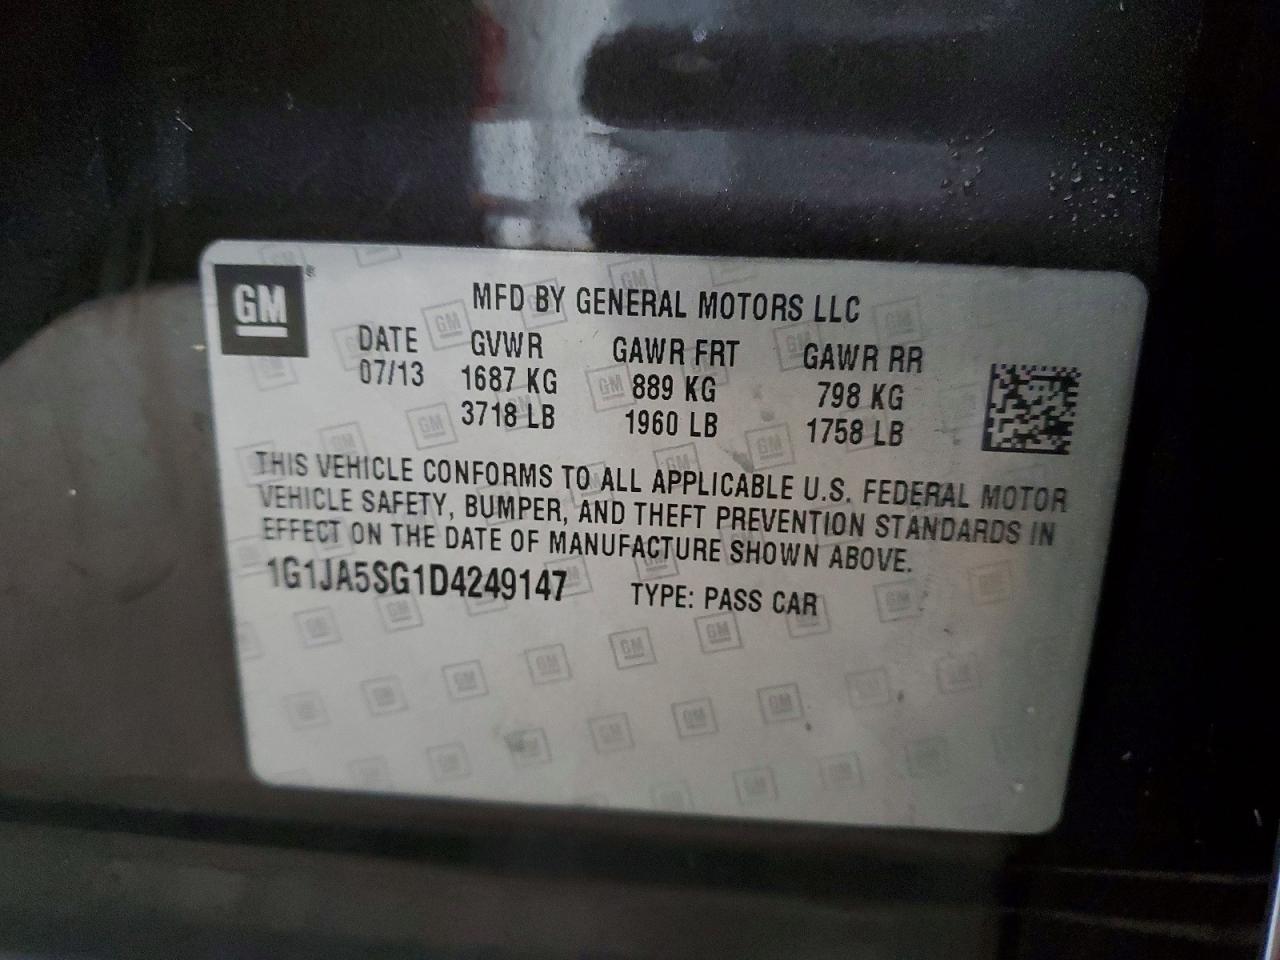 GM
MFD BY GENERAL MOTORS LLC
DATE GVWR GAWR FRT GAWR RR
07/13 1687 KG 889 KG 798 KG
3718 LB 1960 LB 1758 LB
THIS VEHICLE CONFORMS TO ALL APPLICABLE U.S. FEDERAL MOTOR
VEHICLE SAFETY, BUMPER, AND THEFT PREVENTION STANDARDS IN
EFFECT ON THE DATE OF MANUFACTURE SHOWN ABOVE.
1G1JA5SG1D4249147 TYPE: PASS CAR